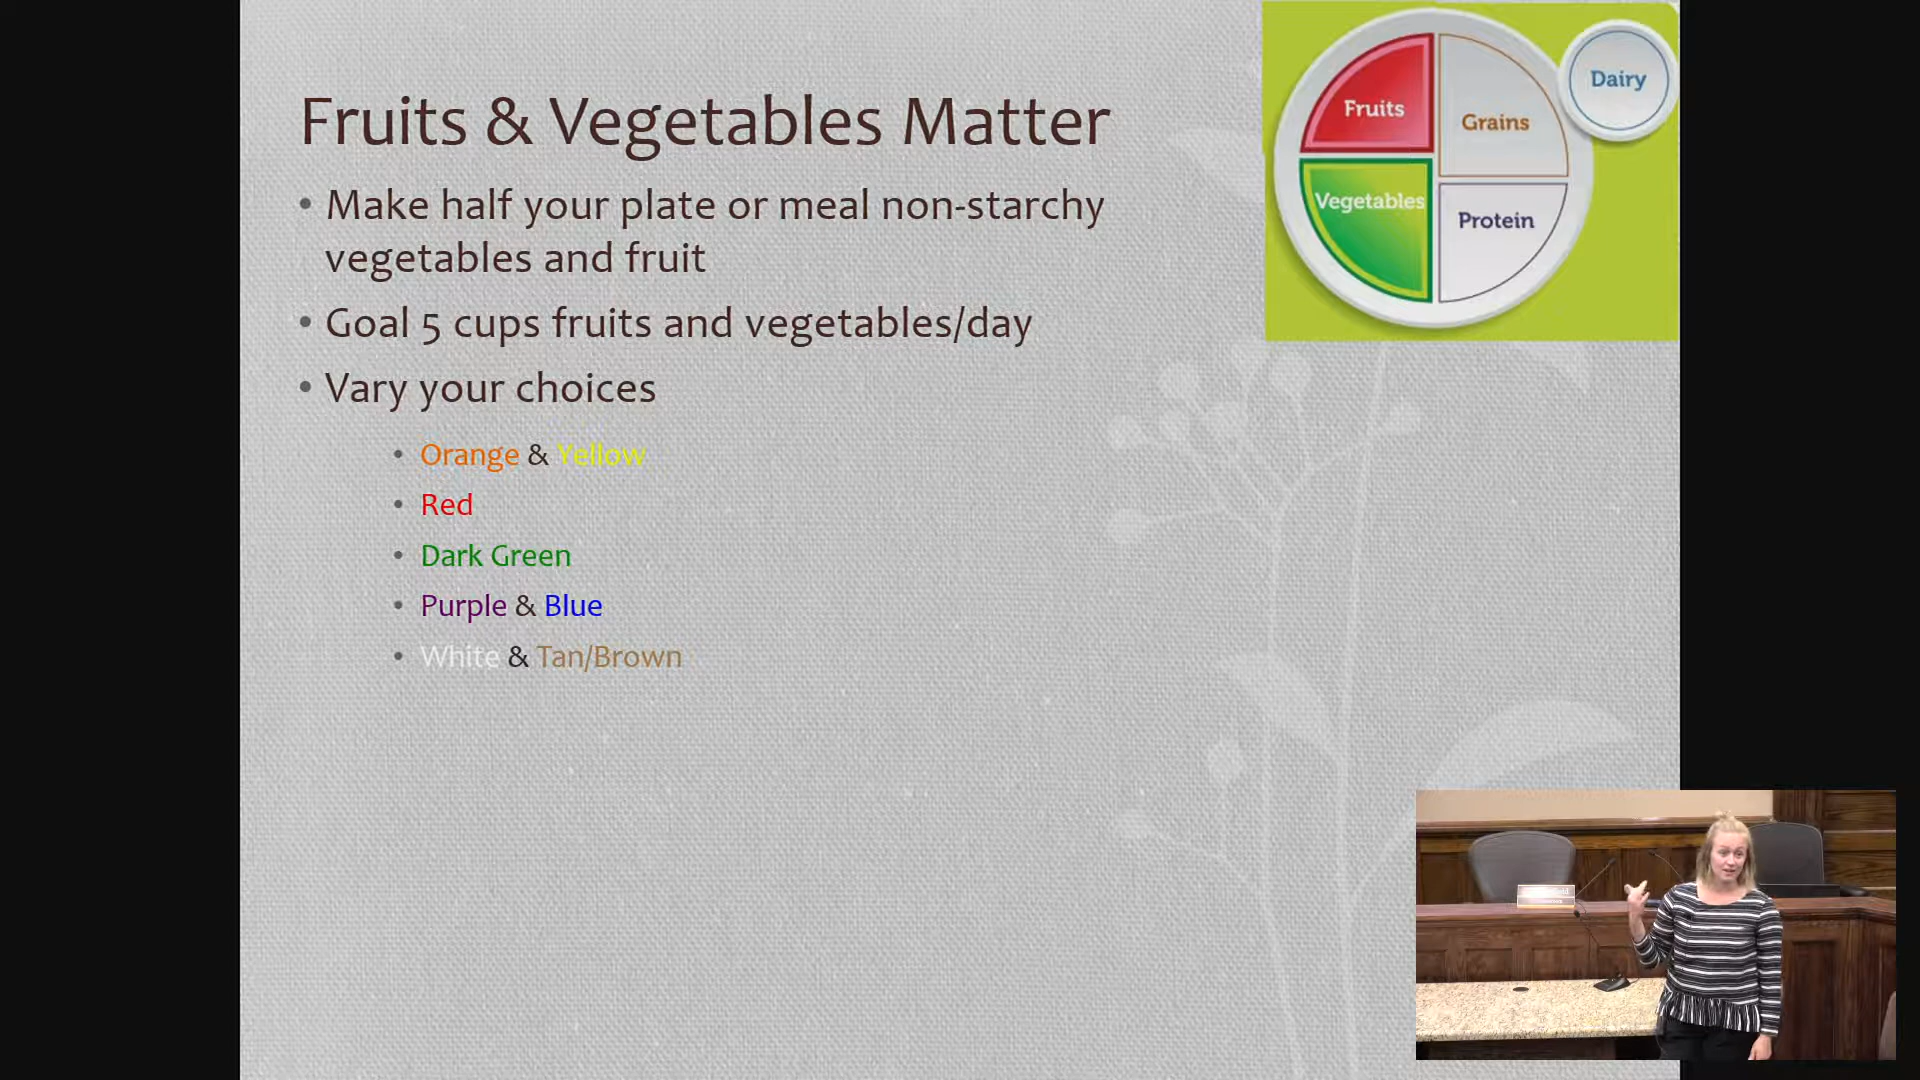 Fruits & Vegetables Matter
• Make half your plate or meal non-starchy
vegetables and fruit
• Goal 5 cups fruits and vegetables/day
• Vary your choices
• Orange & Yellow
• Red
• Dark Green
• Purple & Blue
• White & Tan/Brown
Fruits
Grains
Dairy
Vegetables
Protein